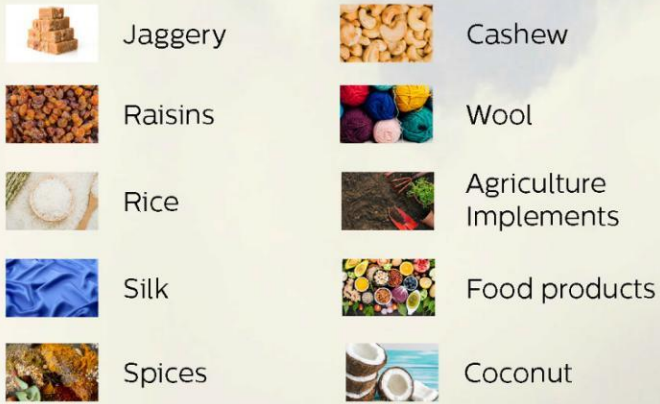 Jaggery
Cashew
Raisins
Wool
Rice
Agriculture
Implements
Silk
Food products
Spices
Coconut